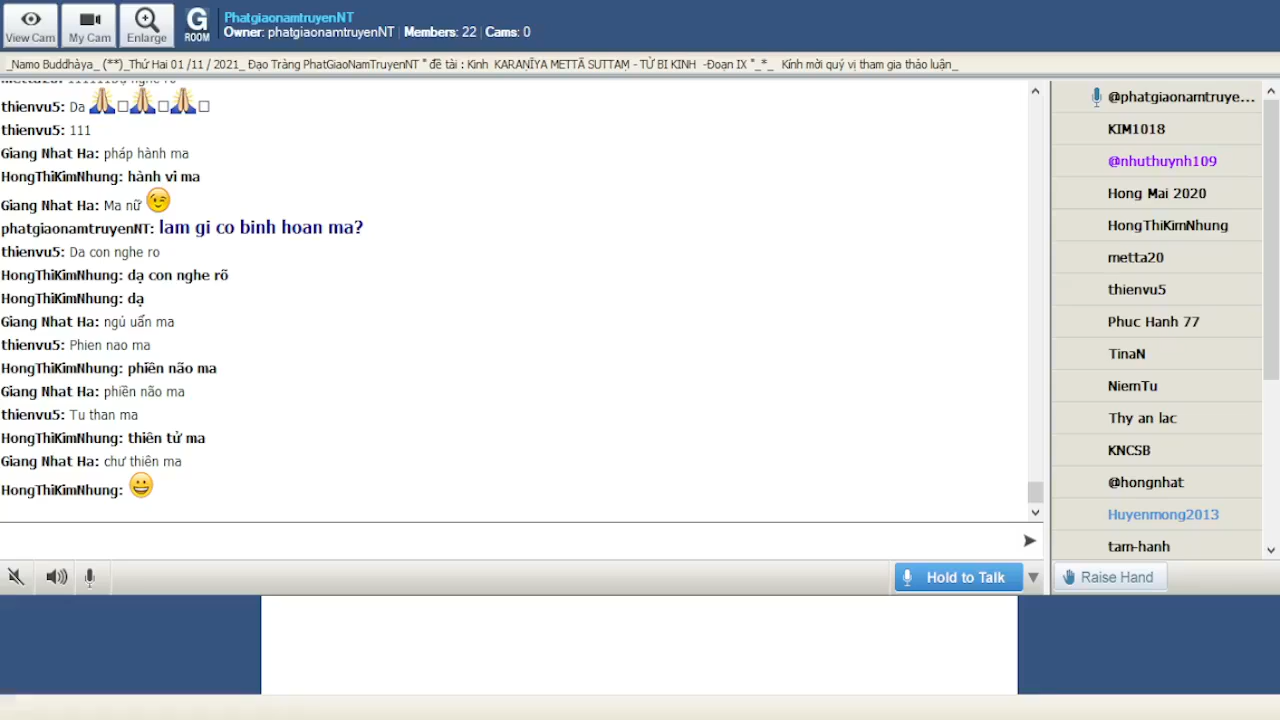 View Cam
My Cam
Enlarge
G
ROOM
PhatgiaonamtruyenNT
Owner: phatgiaonamtruyenNT | Members: 22 | Cams: 0
_Namo Buddhàya_ (**)_Thứ Hai 01 /11 / 2021_ Đạo Tràng PhatGiaoNamTruyenNT * đề tài : Kinh KARAṆĪYA METTĀ SUTTAṂ - TỪ BI KINH -Đoạn IX *_*_ Kính mời quý vị tham gia thảo luận_
thienvu5: Da 🙏□🙏□🙏□
thienvu5: 111
Giang Nhat Ha: pháp hành ma
HongThiKimNhung: hành vi ma
Giang Nhat Ha: Ma nữ 😉
phatgiaonamtruyenNT: lam gi co binh hoan ma?
thienvu5: Da con nghe ro
HongThiKimNhung: dạ con nghe rõ
HongThiKimNhung: dạ
Giang Nhat Ha: ngủ uẩn ma
thienvu5: Phien nao ma
HongThiKimNhung: phiền não ma
Giang Nhat Ha: phiền não ma
thienvu5: Tu than ma
HongThiKimNhung: thiên tử ma
Giang Nhat Ha: chư thiên ma
HongThiKimNhung: 😀
@phatgiaonamtruye...
KIM1018
@nhuthuynh109
Hong Mai 2020
HongThiKimNhung
metta20
thienvu5
Phuc Hanh 77
TinaN
NiemTu
Thy an lac
KNCSB
@hongnhat
Huyenmong2013
tam-hanh
Hold to Talk
Raise Hand